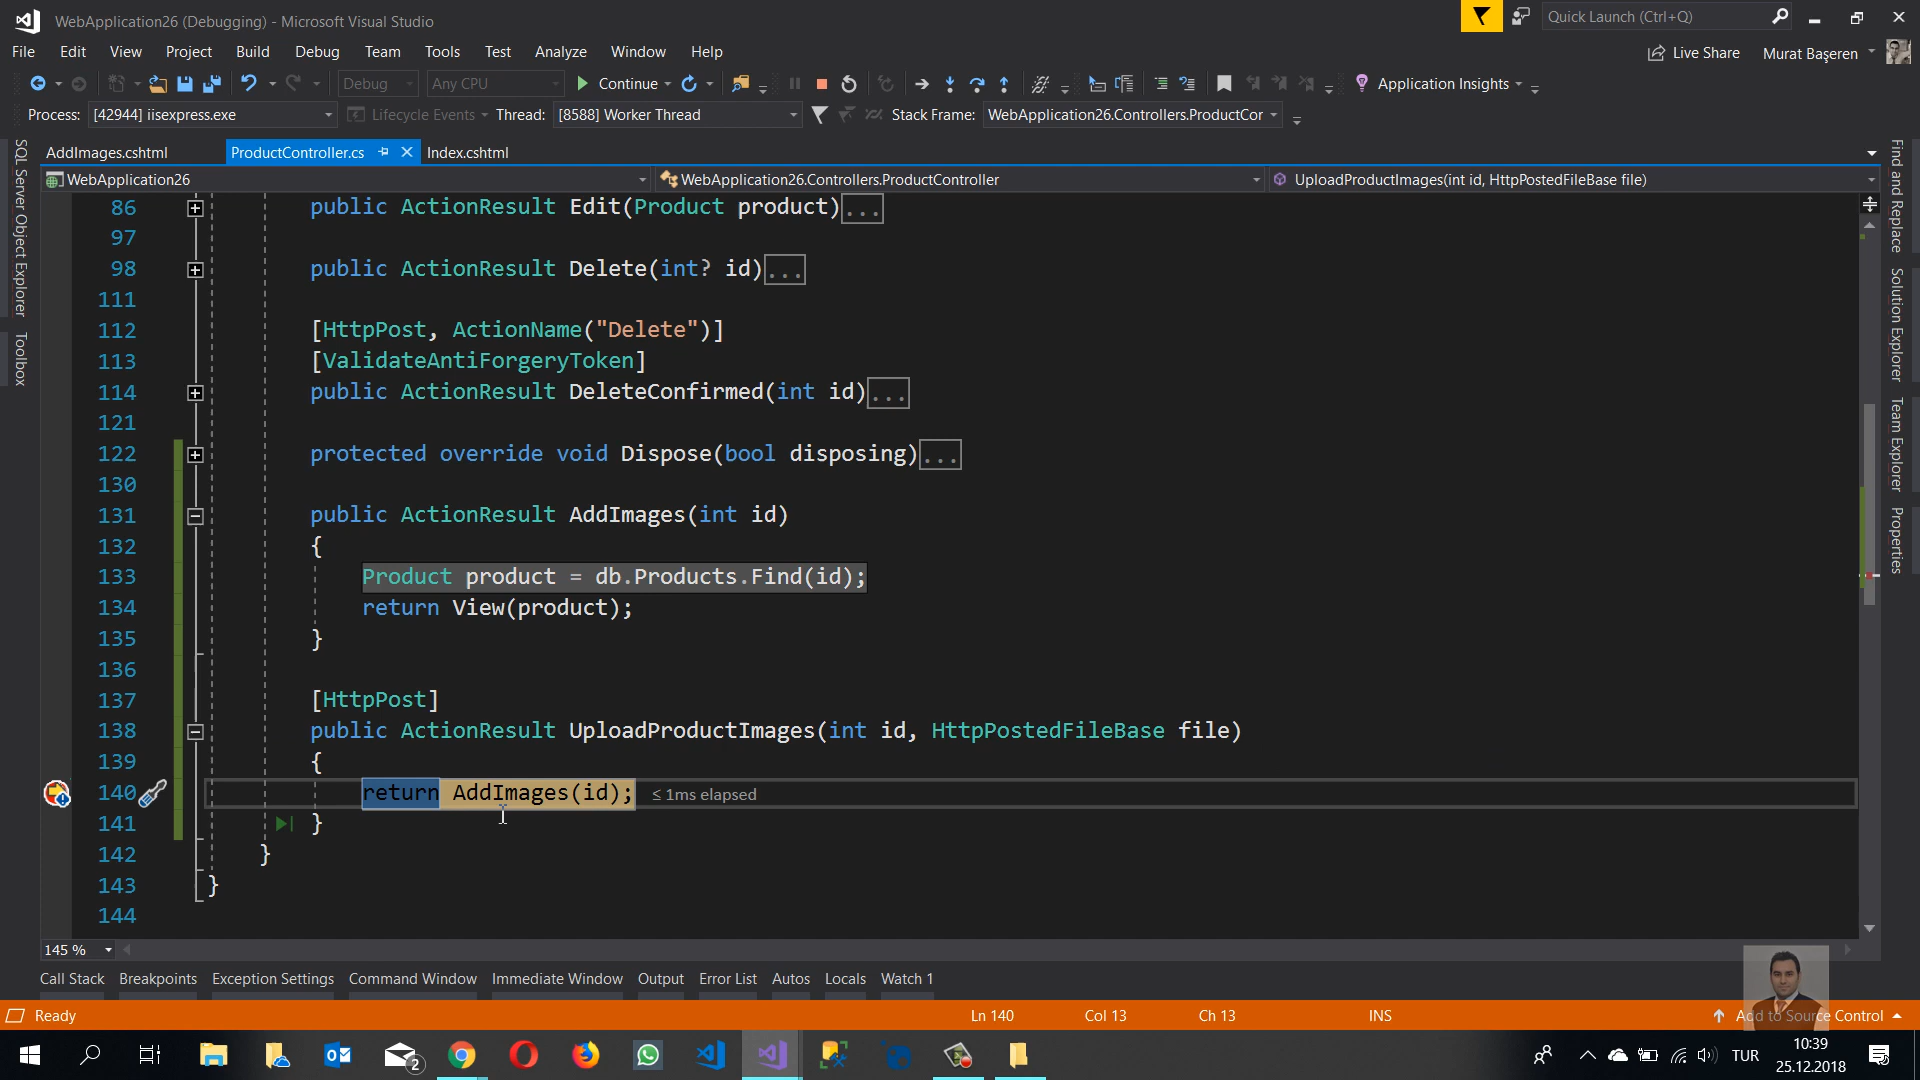 WebApplication26 (Debugging) - Microsoft Visual Studio
Quick Launch (Ctrl+Q)
File Edit View Project Build Debug Team Tools Test Analyze Window Help
Live Share Murat Başeren
Debug Any CPU Continue Application Insights
Process: [42944] iisexpress.exe Lifecycle Events Thread: [8588] Worker Thread Stack Frame: WebApplication26.Controllers.ProductCor
AddImages.cshtml ProductController.cs Index.cshtml
WebApplication26 WebApplication26.Controllers.ProductController UploadProductImages(int id, HttpPostedFileBase file)
SQL Server Object Explorer
Toolbox
Find and Replace
Solution Explorer
Team Explorer
Properties
86 public ActionResult Edit(Product product)...
97
98 public ActionResult Delete(int? id)...
111
112 [HttpPost, ActionName("Delete")]
113 [ValidateAntiForgeryToken]
114 public ActionResult DeleteConfirmed(int id)...
121
122 protected override void Dispose(bool disposing)...
130
131 public ActionResult AddImages(int id)
132 {
133 Product product = db.Products.Find(id);
134 return View(product);
135 }
136
137 [HttpPost]
138 public ActionResult UploadProductImages(int id, HttpPostedFileBase file)
139 {
140 return AddImages(id); ≤ 1ms elapsed
141 }
142 }
143 }
144
145 %
Call Stack Breakpoints Exception Settings Command Window Immediate Window Output Error List Autos Locals Watch 1
Ready Ln 140 Col 13 Ch 13 INS Add to Source Control
2 TUR 10:39
25.12.2018